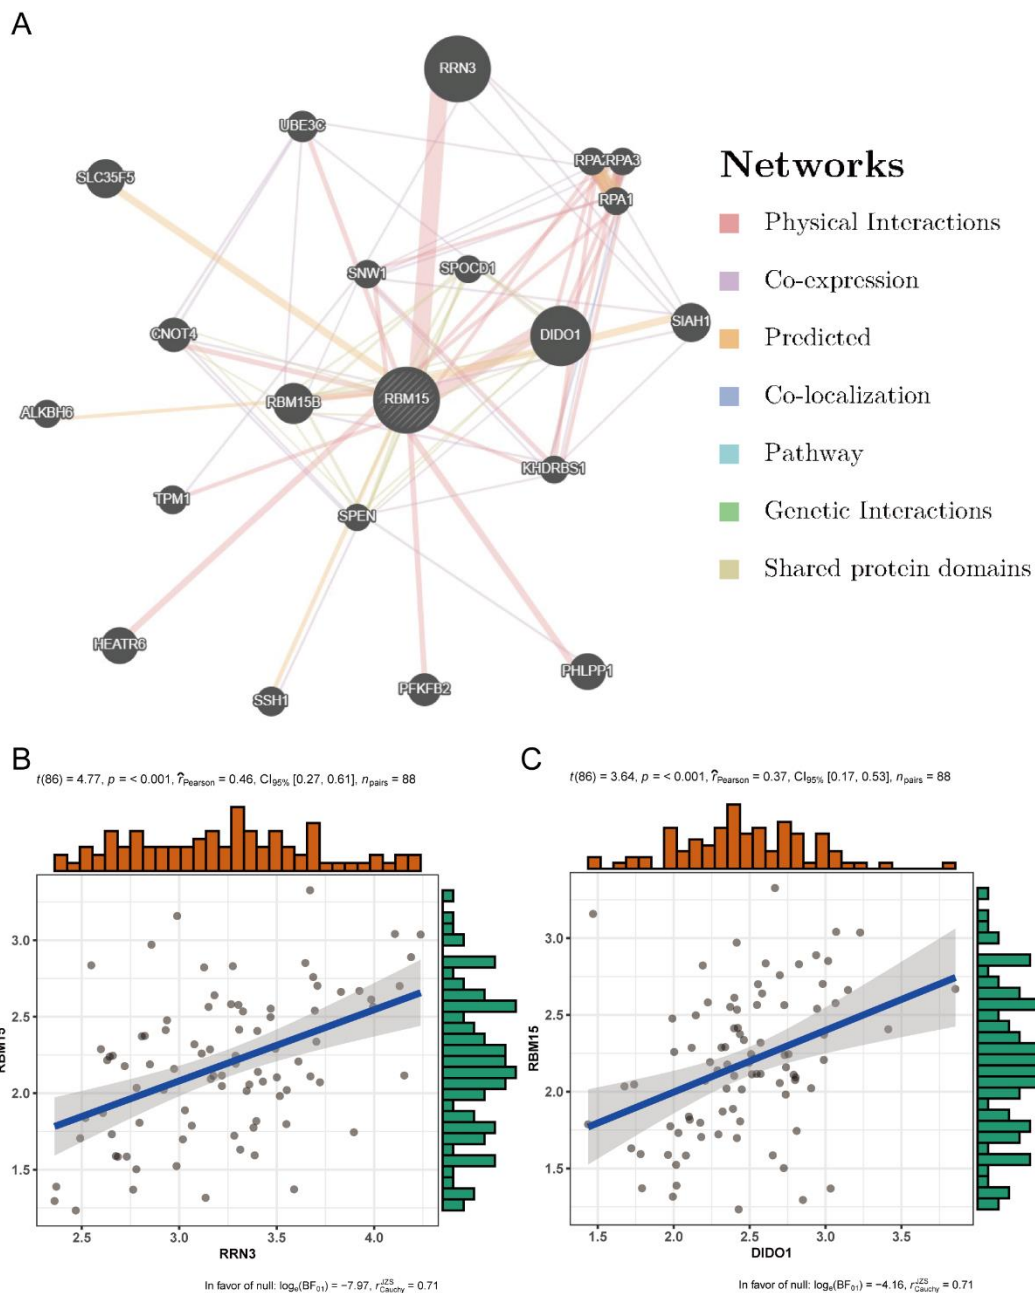 A
RRN3
UBE3C
RPA3
SLC35F5
RPA1
SNW1
SPOCD1
CNOT4
DIDO1
SIAH1
RBM15B
RBM15
ALKBH6
KHDRBS1
TPM1
SPEN
HEATR6
PHLPP1
SSH1
PFKFB2
Networks
Physical Interactions
Co-expression
Predicted
Co-localization
Pathway
Genetic Interactions
Shared protein domains
B
t(86) = 4.77, p = < 0.001, r̂Pearson = 0.46, CI95% [0.27, 0.61], npairs = 88
3.0
2.5
2.0
1.5
RBM15
2.5 3.0 3.5 4.0
RRN3
In favor of null: loge(BF01) = −7.97, rJZSCauchy = 0.71
C
t(86) = 3.64, p = < 0.001, r̂Pearson = 0.37, CI95% [0.17, 0.53], npairs = 88
3.0
2.5
2.0
1.5
RBM15
1.5 2.0 2.5 3.0 3.5
DIDO1
In favor of null: loge(BF01) = −4.16, rJZSCauchy = 0.71